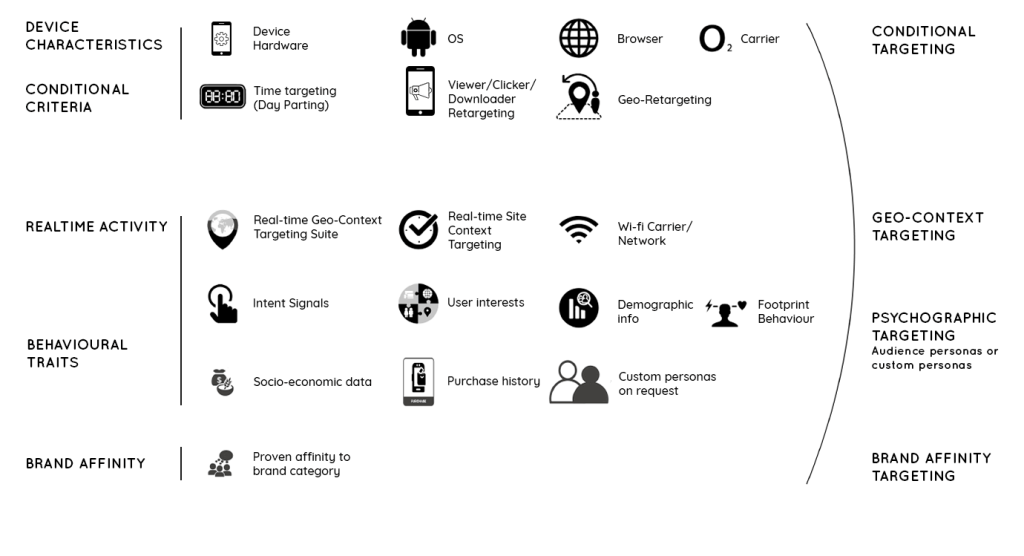 DEVICE
CHARACTERISTICS
Device
Hardware
OS
Browser
O2
Carrier
CONDITIONAL
TARGETING
CONDITIONAL
CRITERIA
88:80
Time targeting
(Day Parting)
Viewer/Clicker/
Downloader
Retargeting
Geo-Retargeting
REALTIME ACTIVITY
Real-time Geo-Context
Targeting Suite
Real-time Site
Context
Targeting
Wi-fi Carrier/
Network
GEO-CONTEXT
TARGETING
BEHAVIOURAL
TRAITS
Intent Signals
User interests
Demographic
info
Footprint
Behaviour
Socio-economic data
Purchase history
Custom personas
on request
PSYCHOGRAPHIC
TARGETING
Audience personas or
custom personas
BRAND AFFINITY
Proven affinity to
brand category
BRAND AFFINITY
TARGETING